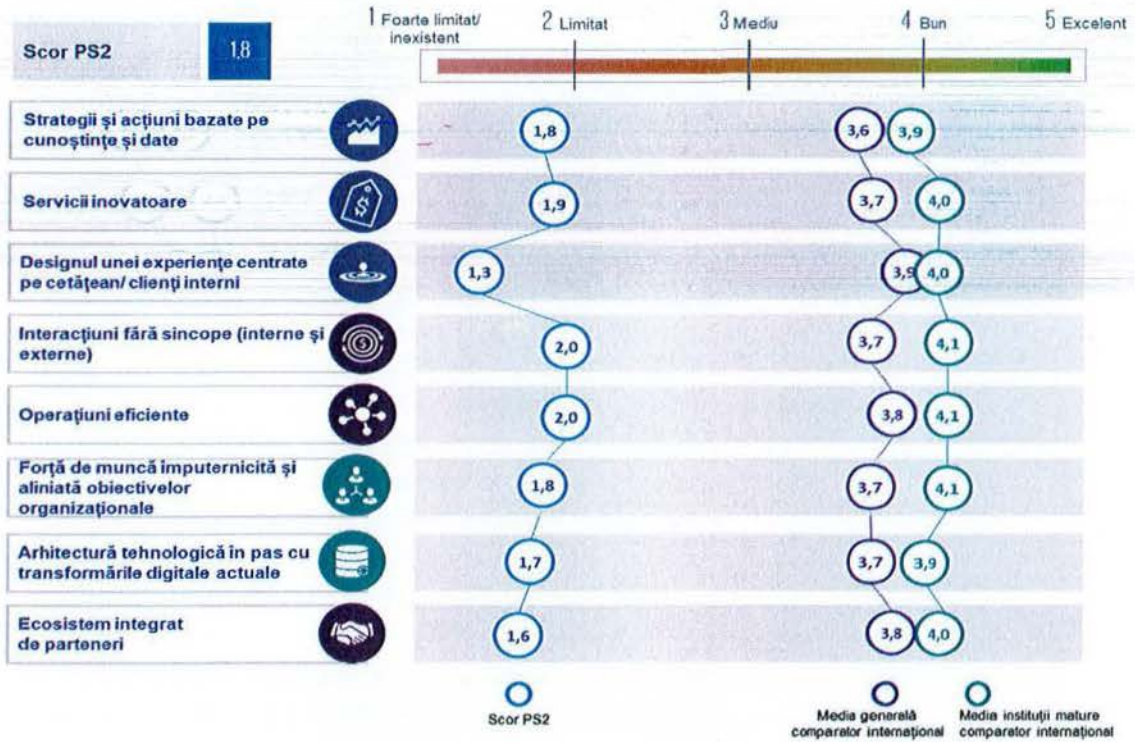 Scor PS2
1,8
1 Foarte limitat/
inexistent
2 Limitat
3 Mediu
4 Bun
5 Excelent
Strategii și acțiuni bazate pe
cunoștințe și date
1,8
3,6
3,9
Servicii inovatoare
$
1,9
3,7
4,0
Designul unei experiențe centrate
pe cetățean/ clienți interni
1,3
3,9
4,0
Interacțiuni fără sincope (interne și
externe)
$
2,0
3,7
4,1
Operațiuni eficiente
2,0
3,8
4,1
Forță de muncă împuternicită și
aliniată obiectivelor
organizaționale
1,8
3,7
4,1
Arhitectură tehnologică în pas cu
transformările digitale actuale
1,7
3,7
3,9
Ecosistem integrat
de parteneri
1,6
3,8
4,0
Scor PS2
Media generală
comparator internațional
Media instituții mature
comparator internațional